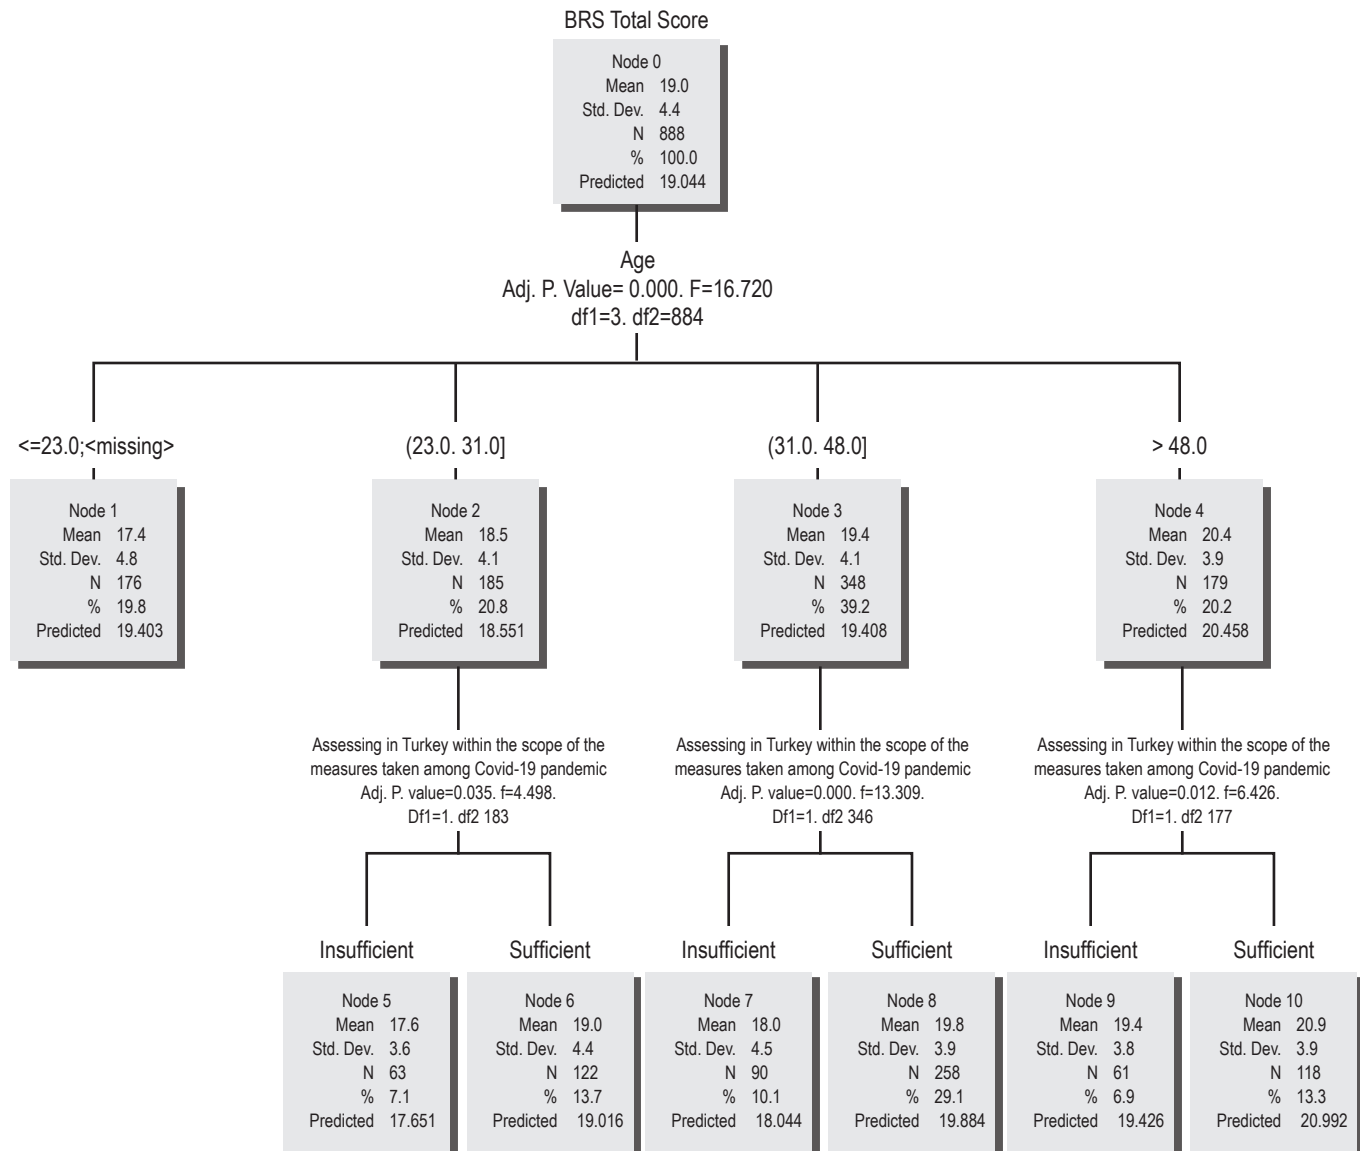 BRS Total Score
Node 0
Mean 19.0
Std. Dev. 4.4
N 888
% 100.0
Predicted 19.044
Age
Adj. P. Value= 0.000. F=16.720
df1=3. df2=884
<=23.0;<missing>
Node 1
Mean 17.4
Std. Dev. 4.8
N 176
% 19.8
Predicted 19.403
(23.0. 31.0]
Node 2
Mean 18.5
Std. Dev. 4.1
N 185
% 20.8
Predicted 18.551
(31.0. 48.0]
Node 3
Mean 19.4
Std. Dev. 4.1
N 348
% 39.2
Predicted 19.408
> 48.0
Node 4
Mean 20.4
Std. Dev. 3.9
N 179
% 20.2
Predicted 20.458
Assessing in Turkey within the scope of the
measures taken among Covid-19 pandemic
Adj. P. value=0.035. f=4.498.
Df1=1. df2 183
Assessing in Turkey within the scope of the
measures taken among Covid-19 pandemic
Adj. P. value=0.000. f=13.309.
Df1=1. df2 346
Assessing in Turkey within the scope of the
measures taken among Covid-19 pandemic
Adj. P. value=0.012. f=6.426.
Df1=1. df2 177
Insufficient
Node 5
Mean 17.6
Std. Dev. 3.6
N 63
% 7.1
Predicted 17.651
Sufficient
Node 6
Mean 19.0
Std. Dev. 4.4
N 122
% 13.7
Predicted 19.016
Insufficient
Node 7
Mean 18.0
Std. Dev. 4.5
N 90
% 10.1
Predicted 18.044
Sufficient
Node 8
Mean 19.8
Std. Dev. 3.9
N 258
% 29.1
Predicted 19.884
Insufficient
Node 9
Mean 19.4
Std. Dev. 3.8
N 61
% 6.9
Predicted 19.426
Sufficient
Node 10
Mean 20.9
Std. Dev. 3.9
N 118
% 13.3
Predicted 20.992